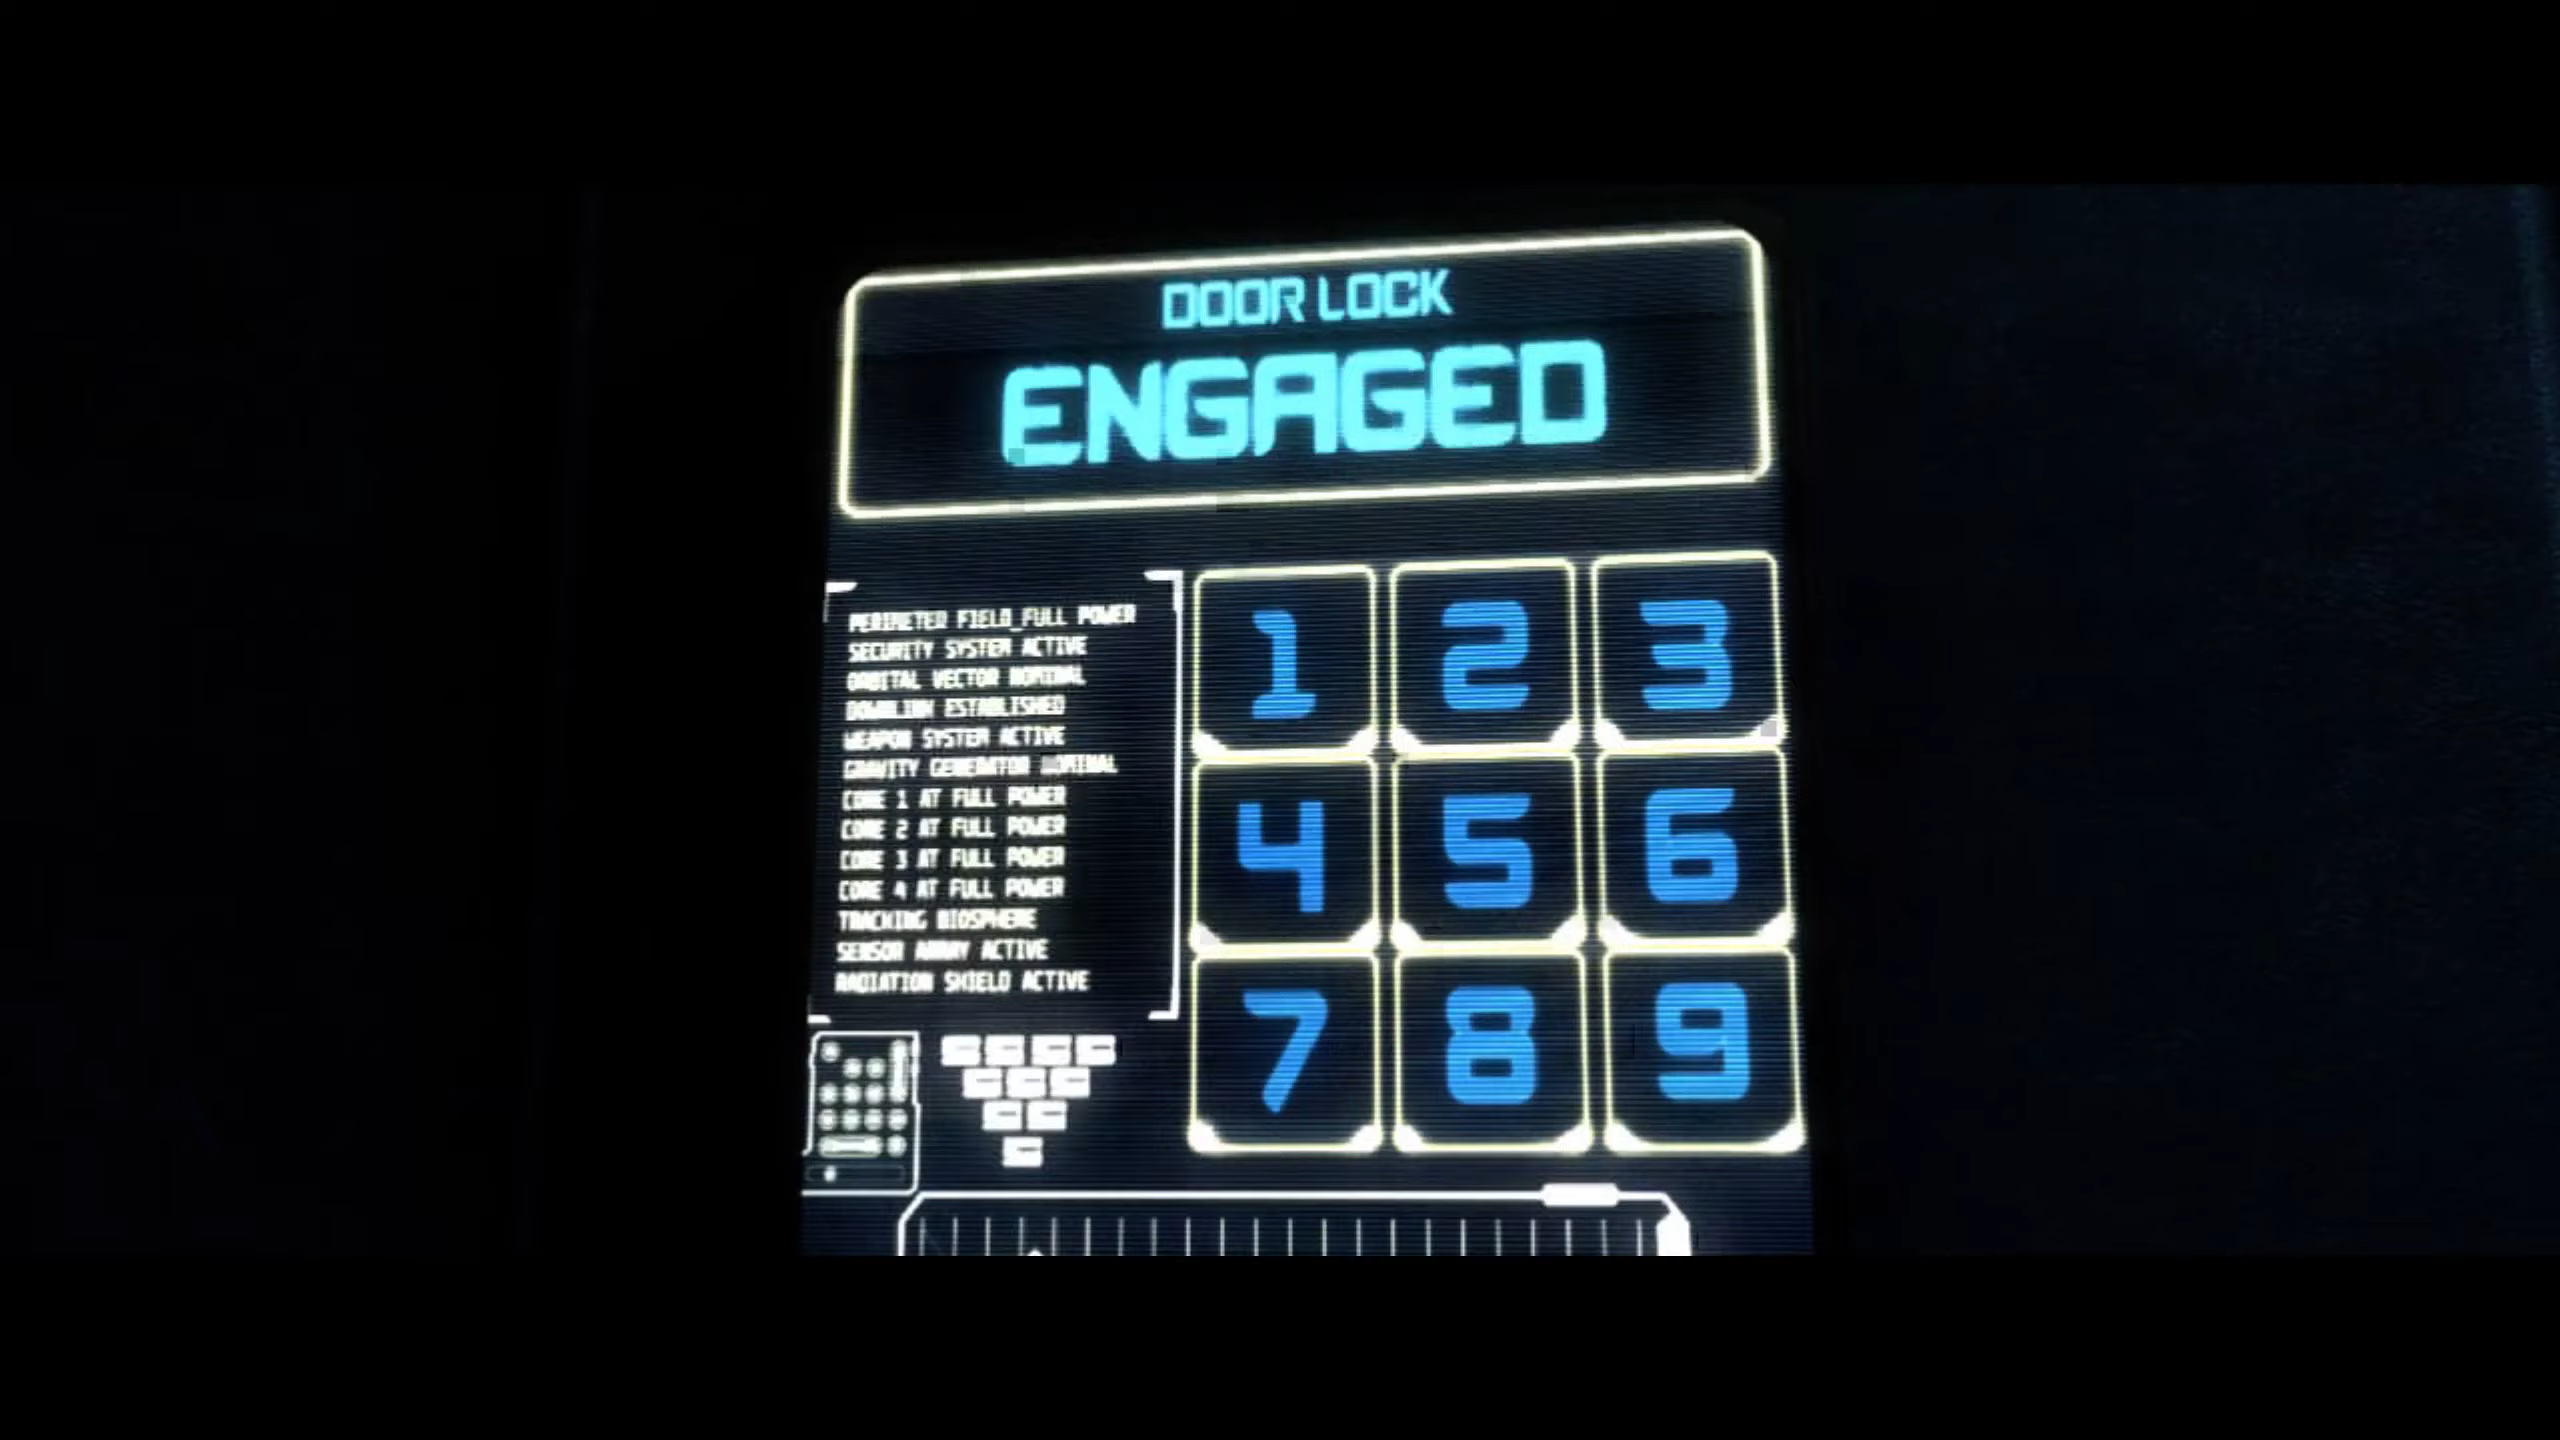 DOOR LOCK
ENGAGED
PERIMETER FIELD_FULL POWER
SECURITY SYSTEM ACTIVE
ORBITAL VECTOR NOMINAL
DOWNLINK ESTABLISHED
WEAPON SYSTEM ACTIVE
GRAVITY GENERATOR NOMINAL
CORE 1 AT FULL POWER
CORE 2 AT FULL POWER
CORE 3 AT FULL POWER
CORE 4 AT FULL POWER
TRACKING BIOSPHERE
SENSOR ARRAY ACTIVE
RADIATION SHIELD ACTIVE
1 2 3
4 5 6
7 8 9